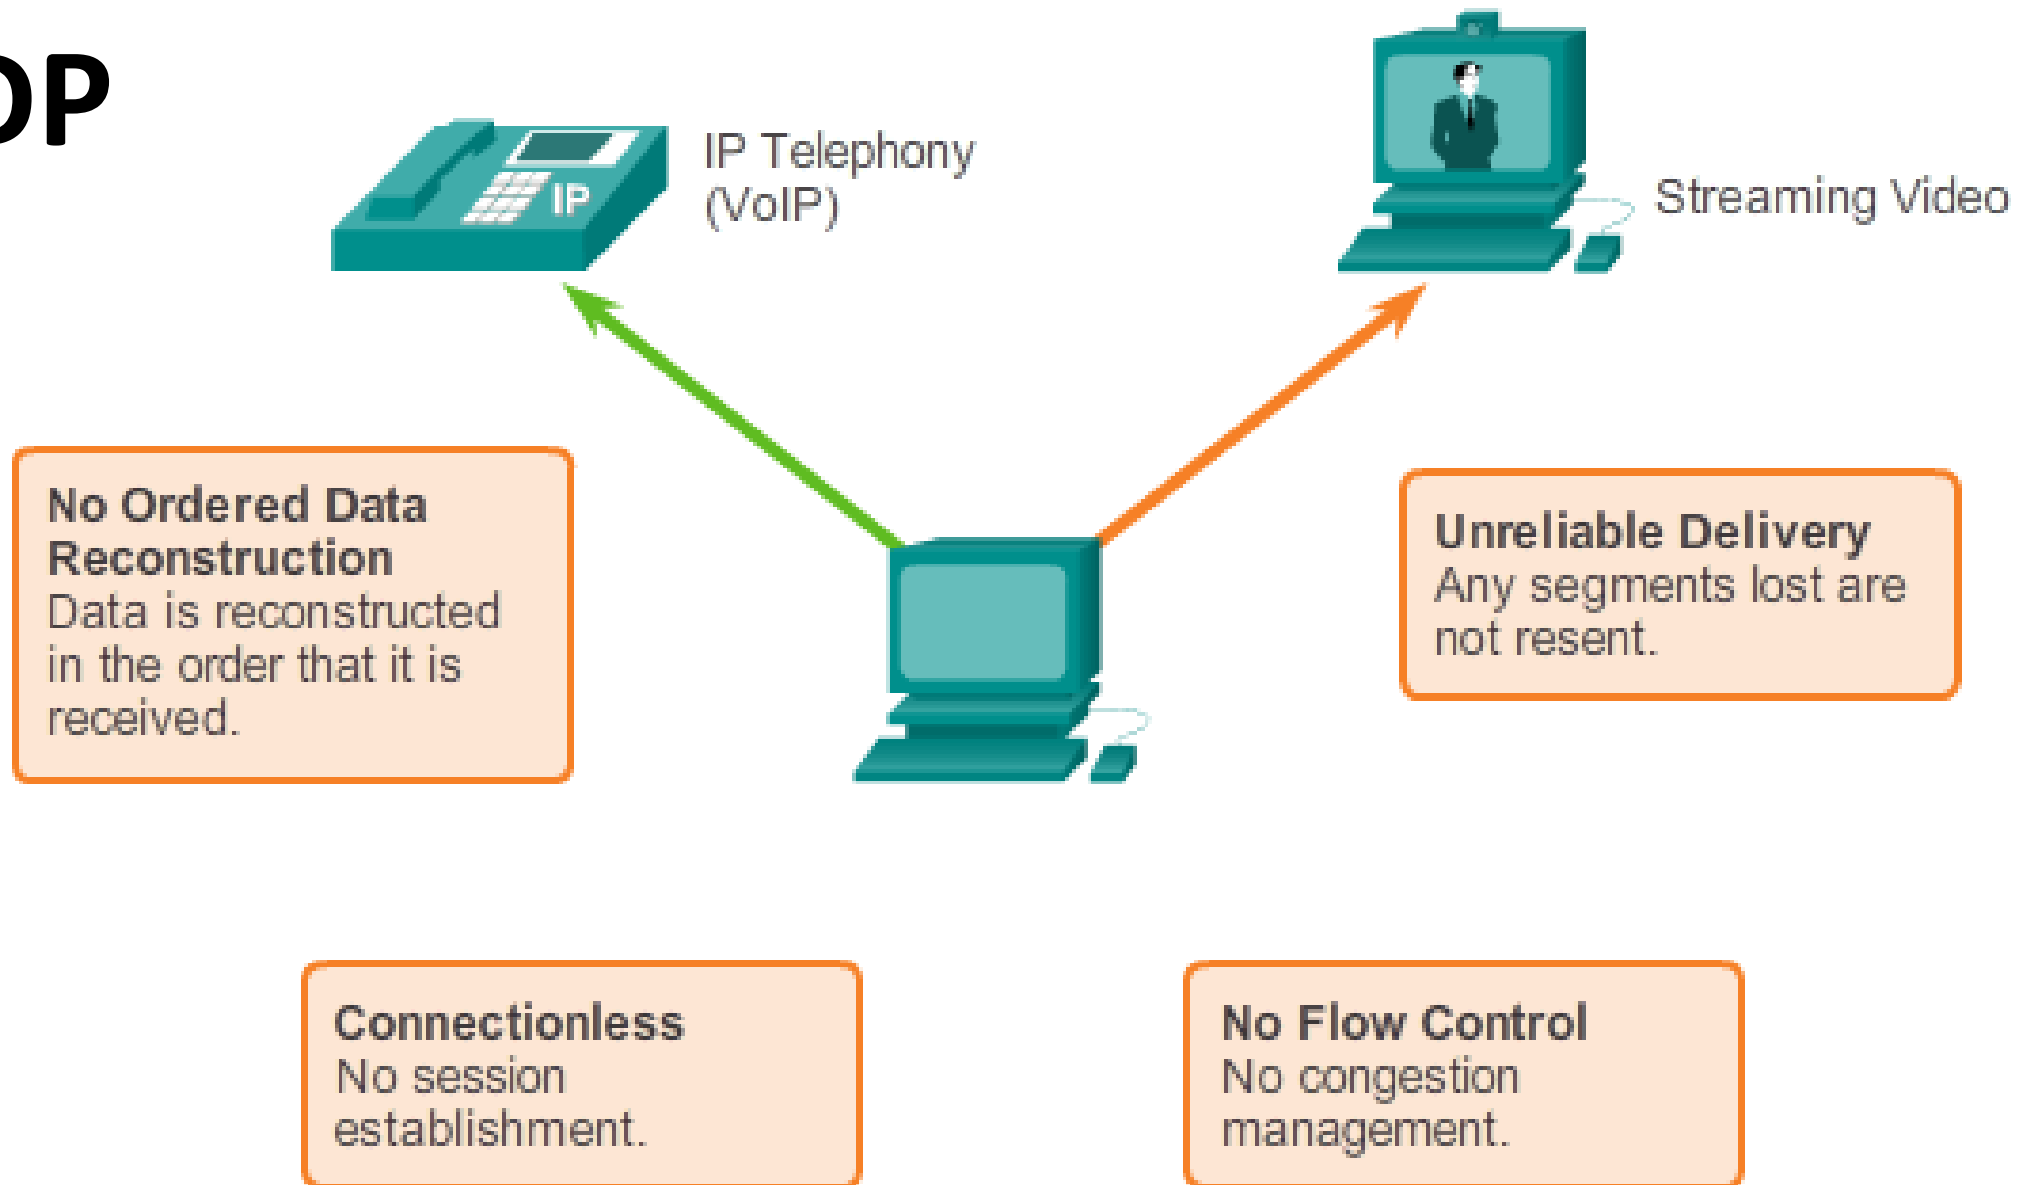 DP
IP Telephony
(VoIP)
IP
Streaming Video
No Ordered Data
Reconstruction
Data is reconstructed
in the order that it is
received.
Unreliable Delivery
Any segments lost are
not resent.
Connectionless
No session
establishment.
No Flow Control
No congestion
management.